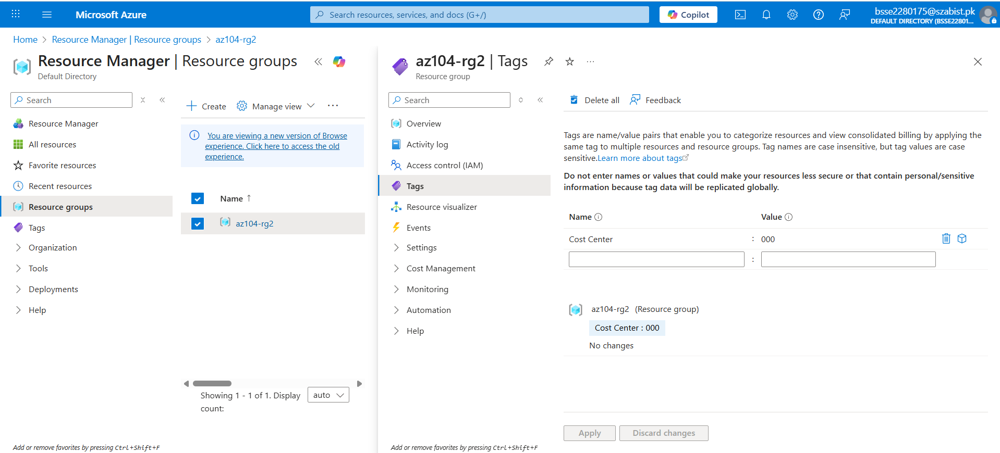 Microsoft Azure
Search resources, services, and docs (G+/)
Copilot
bsse2280175@szabist.pk
DEFAULT DIRECTORY (BSSE22801...
Home > Resource Manager | Resource groups > az104-rg2
Resource Manager | Resource groups
Default Directory
Search
Resource Manager
All resources
Favorite resources
Recent resources
Resource groups
Tags
Organization
Tools
Deployments
Help
Add or remove favorites by pressing Ctrl+Shift+F
Create
Manage view
...
You are viewing a new version of Browse
experience. Click here to access the old
experience.
Name ↑
az104-rg2
Showing 1 - 1 of 1. Display
count:
auto
az104-rg2 | Tags
...
Resource group
Search
Overview
Activity log
Access control (IAM)
Tags
Resource visualizer
Events
Settings
Cost Management
Monitoring
Automation
Help
Add or remove favorites by pressing Ctrl+Shift+F
Delete all
Feedback
Tags are name/value pairs that enable you to categorize resources and view consolidated billing by applying the
same tag to multiple resources and resource groups. Tag names are case insensitive, but tag values are case
sensitive.Learn more about tags
Do not enter names or values that could make your resources less secure or that contain personal/sensitive
information because tag data will be replicated globally.
Name
Value
Cost Center : 000
:
az104-rg2 (Resource group)
Cost Center : 000
No changes
Apply
Discard changes